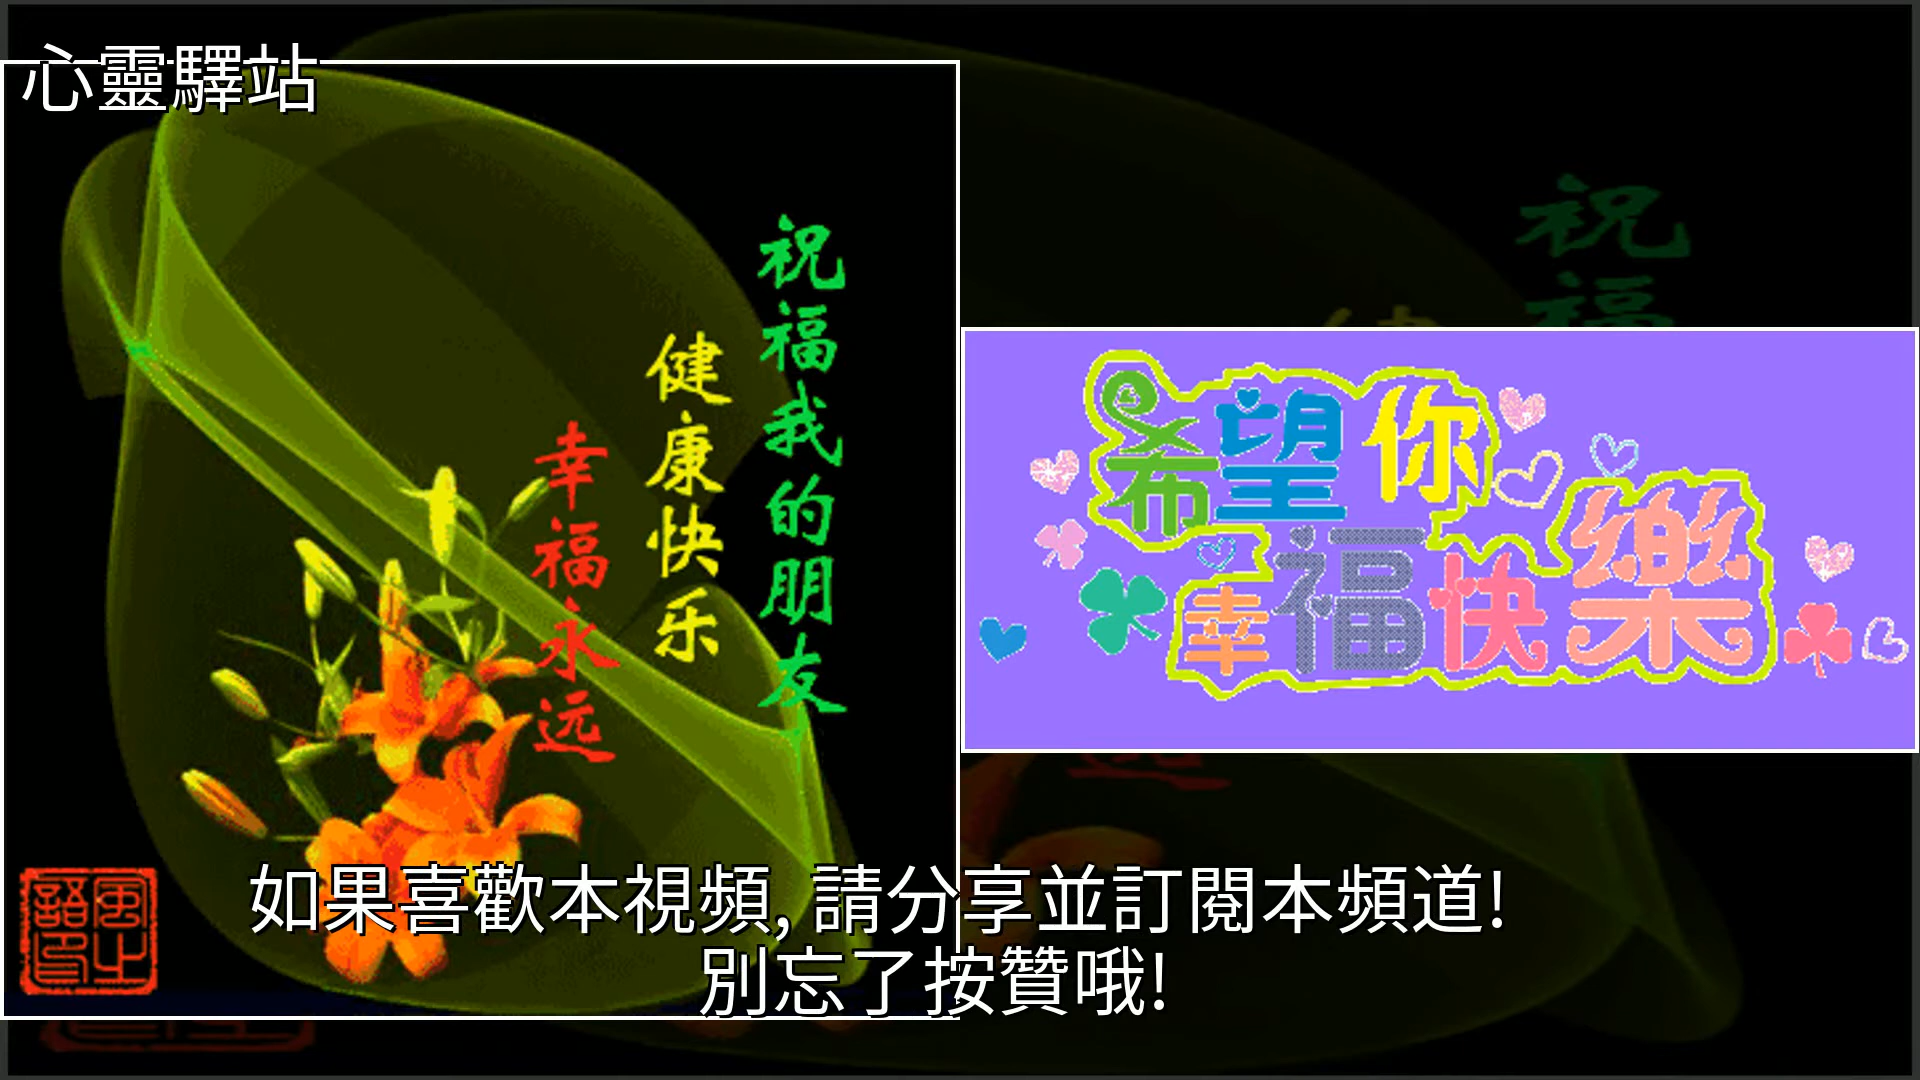 心靈驛站
祝福我的朋友
健康快乐
幸福永远
希望你
幸福快樂
如果喜歡本視頻, 請分享並訂閱本頻道!
別忘了按贊哦!